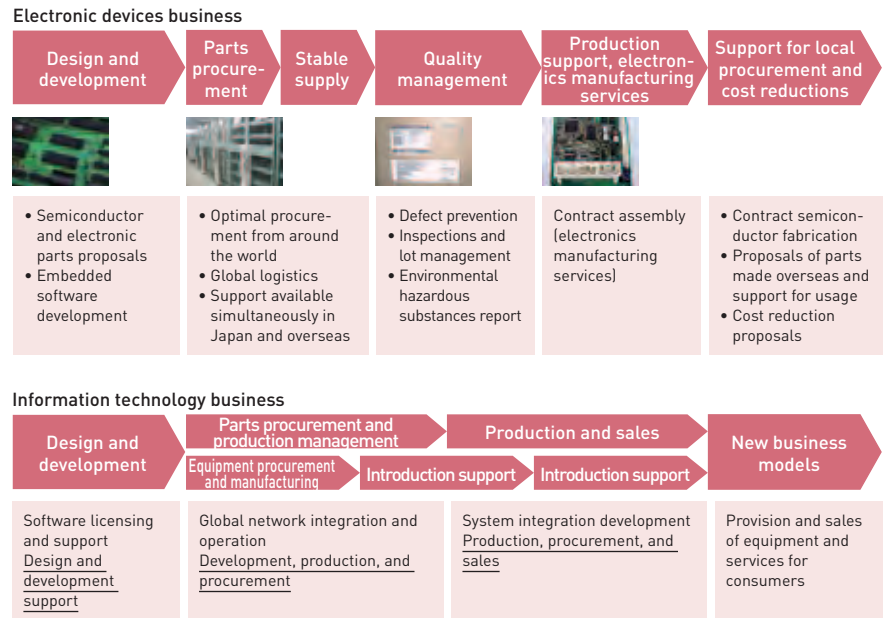 Electronic devices business
Design and
development
Parts
procure-
ment
Stable
supply
Quality
management
Production
support, electron-
ics manufacturing
services
Support for local
procurement and
cost reductions
• Semiconductor
and electronic
parts proposals
• Embedded
software
development
• Optimal procure-
ment from around
the world
• Global logistics
• Support available
simultaneously in
Japan and overseas
• Defect prevention
• Inspections and
lot management
• Environmental
hazardous
substances report
Contract assembly
(electronics
manufacturing
services)
• Contract semicon-
ductor fabrication
• Proposals of parts
made overseas and
support for usage
• Cost reduction
proposals
Information technology business
Design and
development
Parts procurement and
production management
Production and sales
Equipment procurement
and manufacturing
Introduction support
Introduction support
New business
models
Software licensing
and support
Design and
development
support
Global network integration and
operation
Development, production, and
procurement
System integration development
Production, procurement, and
sales
Provision and sales
of equipment and
services for
consumers